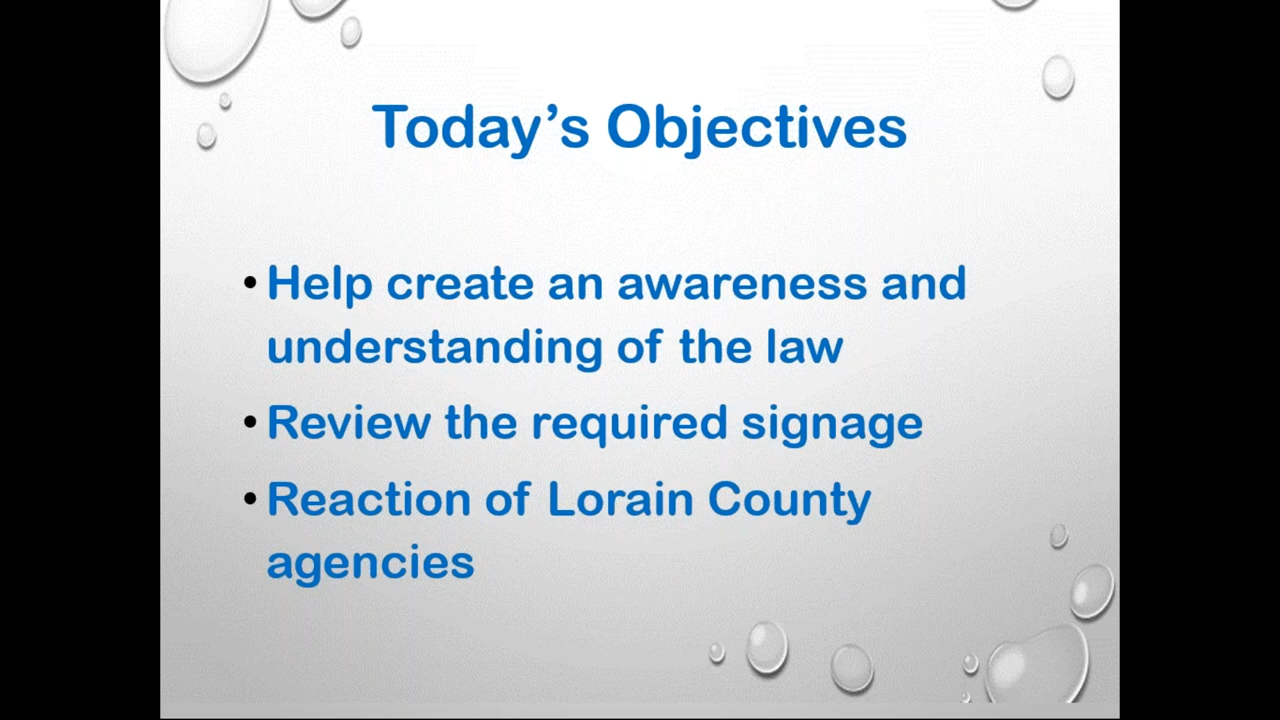 Today’s Objectives
• Help create an awareness and
understanding of the law
• Review the required signage
• Reaction of Lorain County
agencies